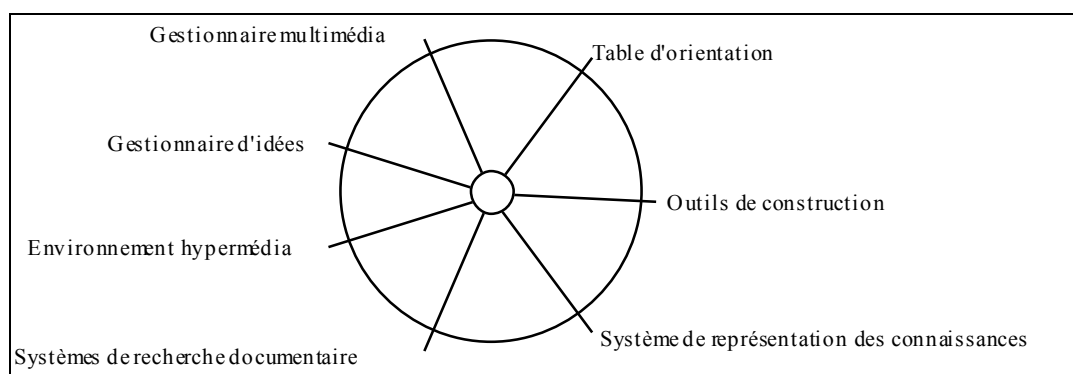 Gestionnaire multimédia
Table d'orientation
Gestionnaire d'idées
Outils de construction
Environnement hypermédia
Système de représentation des connaissances
Systèmes de recherche documentaire